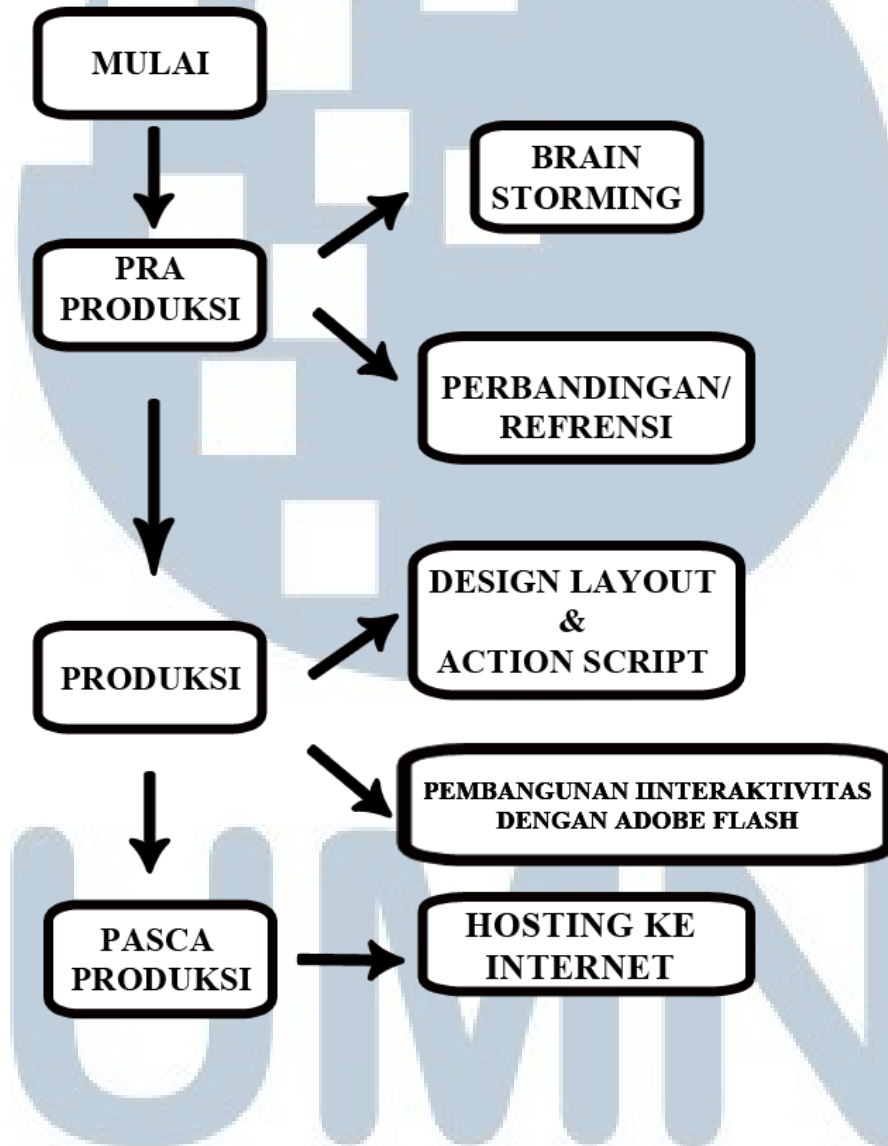 MULAI
BRAIN
STORMING
PRA
PRODUKSI
PERBANDINGAN/
REFRENSI
DESIGN LAYOUT
&
ACTION SCRIPT
PRODUKSI
PEMBANGUNAN IINTERAKTIVITAS
DENGAN ADOBE FLASH
PASCA
PRODUKSI
HOSTING KE
INTERNET
UMN